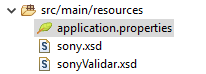 src/main/resources
application.properties
sony.xsd
sonyValidar.xsd